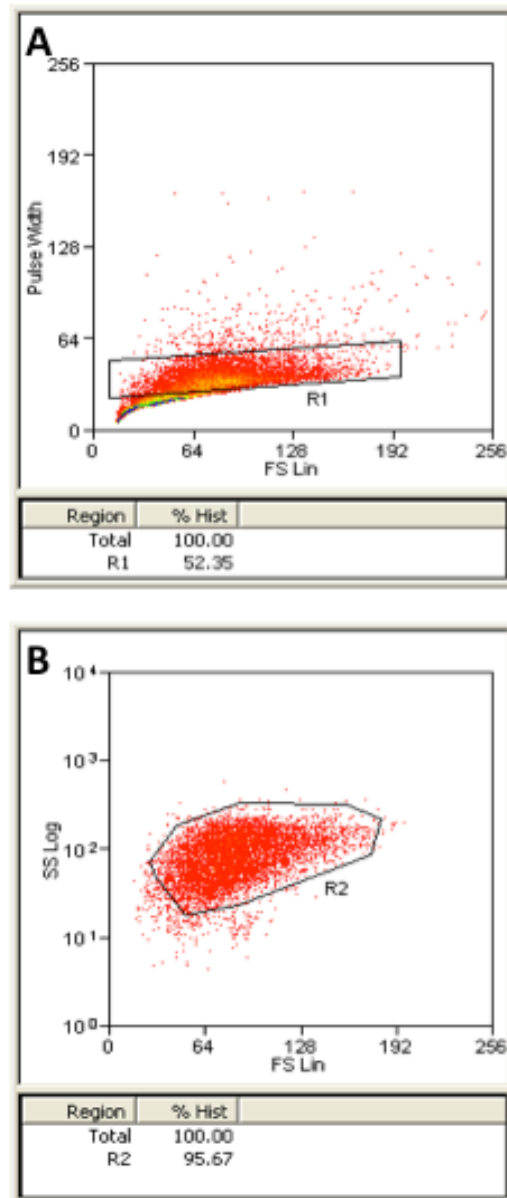 A
256
192
128
64
0
Pulse Width
R1
0 64 128 192 256
FS Lin
Region % Hist
Total 100.00
R1 52.35
B
10⁴
10³
10²
10¹
10⁰
SS Log
R2
0 64 128 192 256
FS Lin
Region % Hist
Total 100.00
R2 95.67